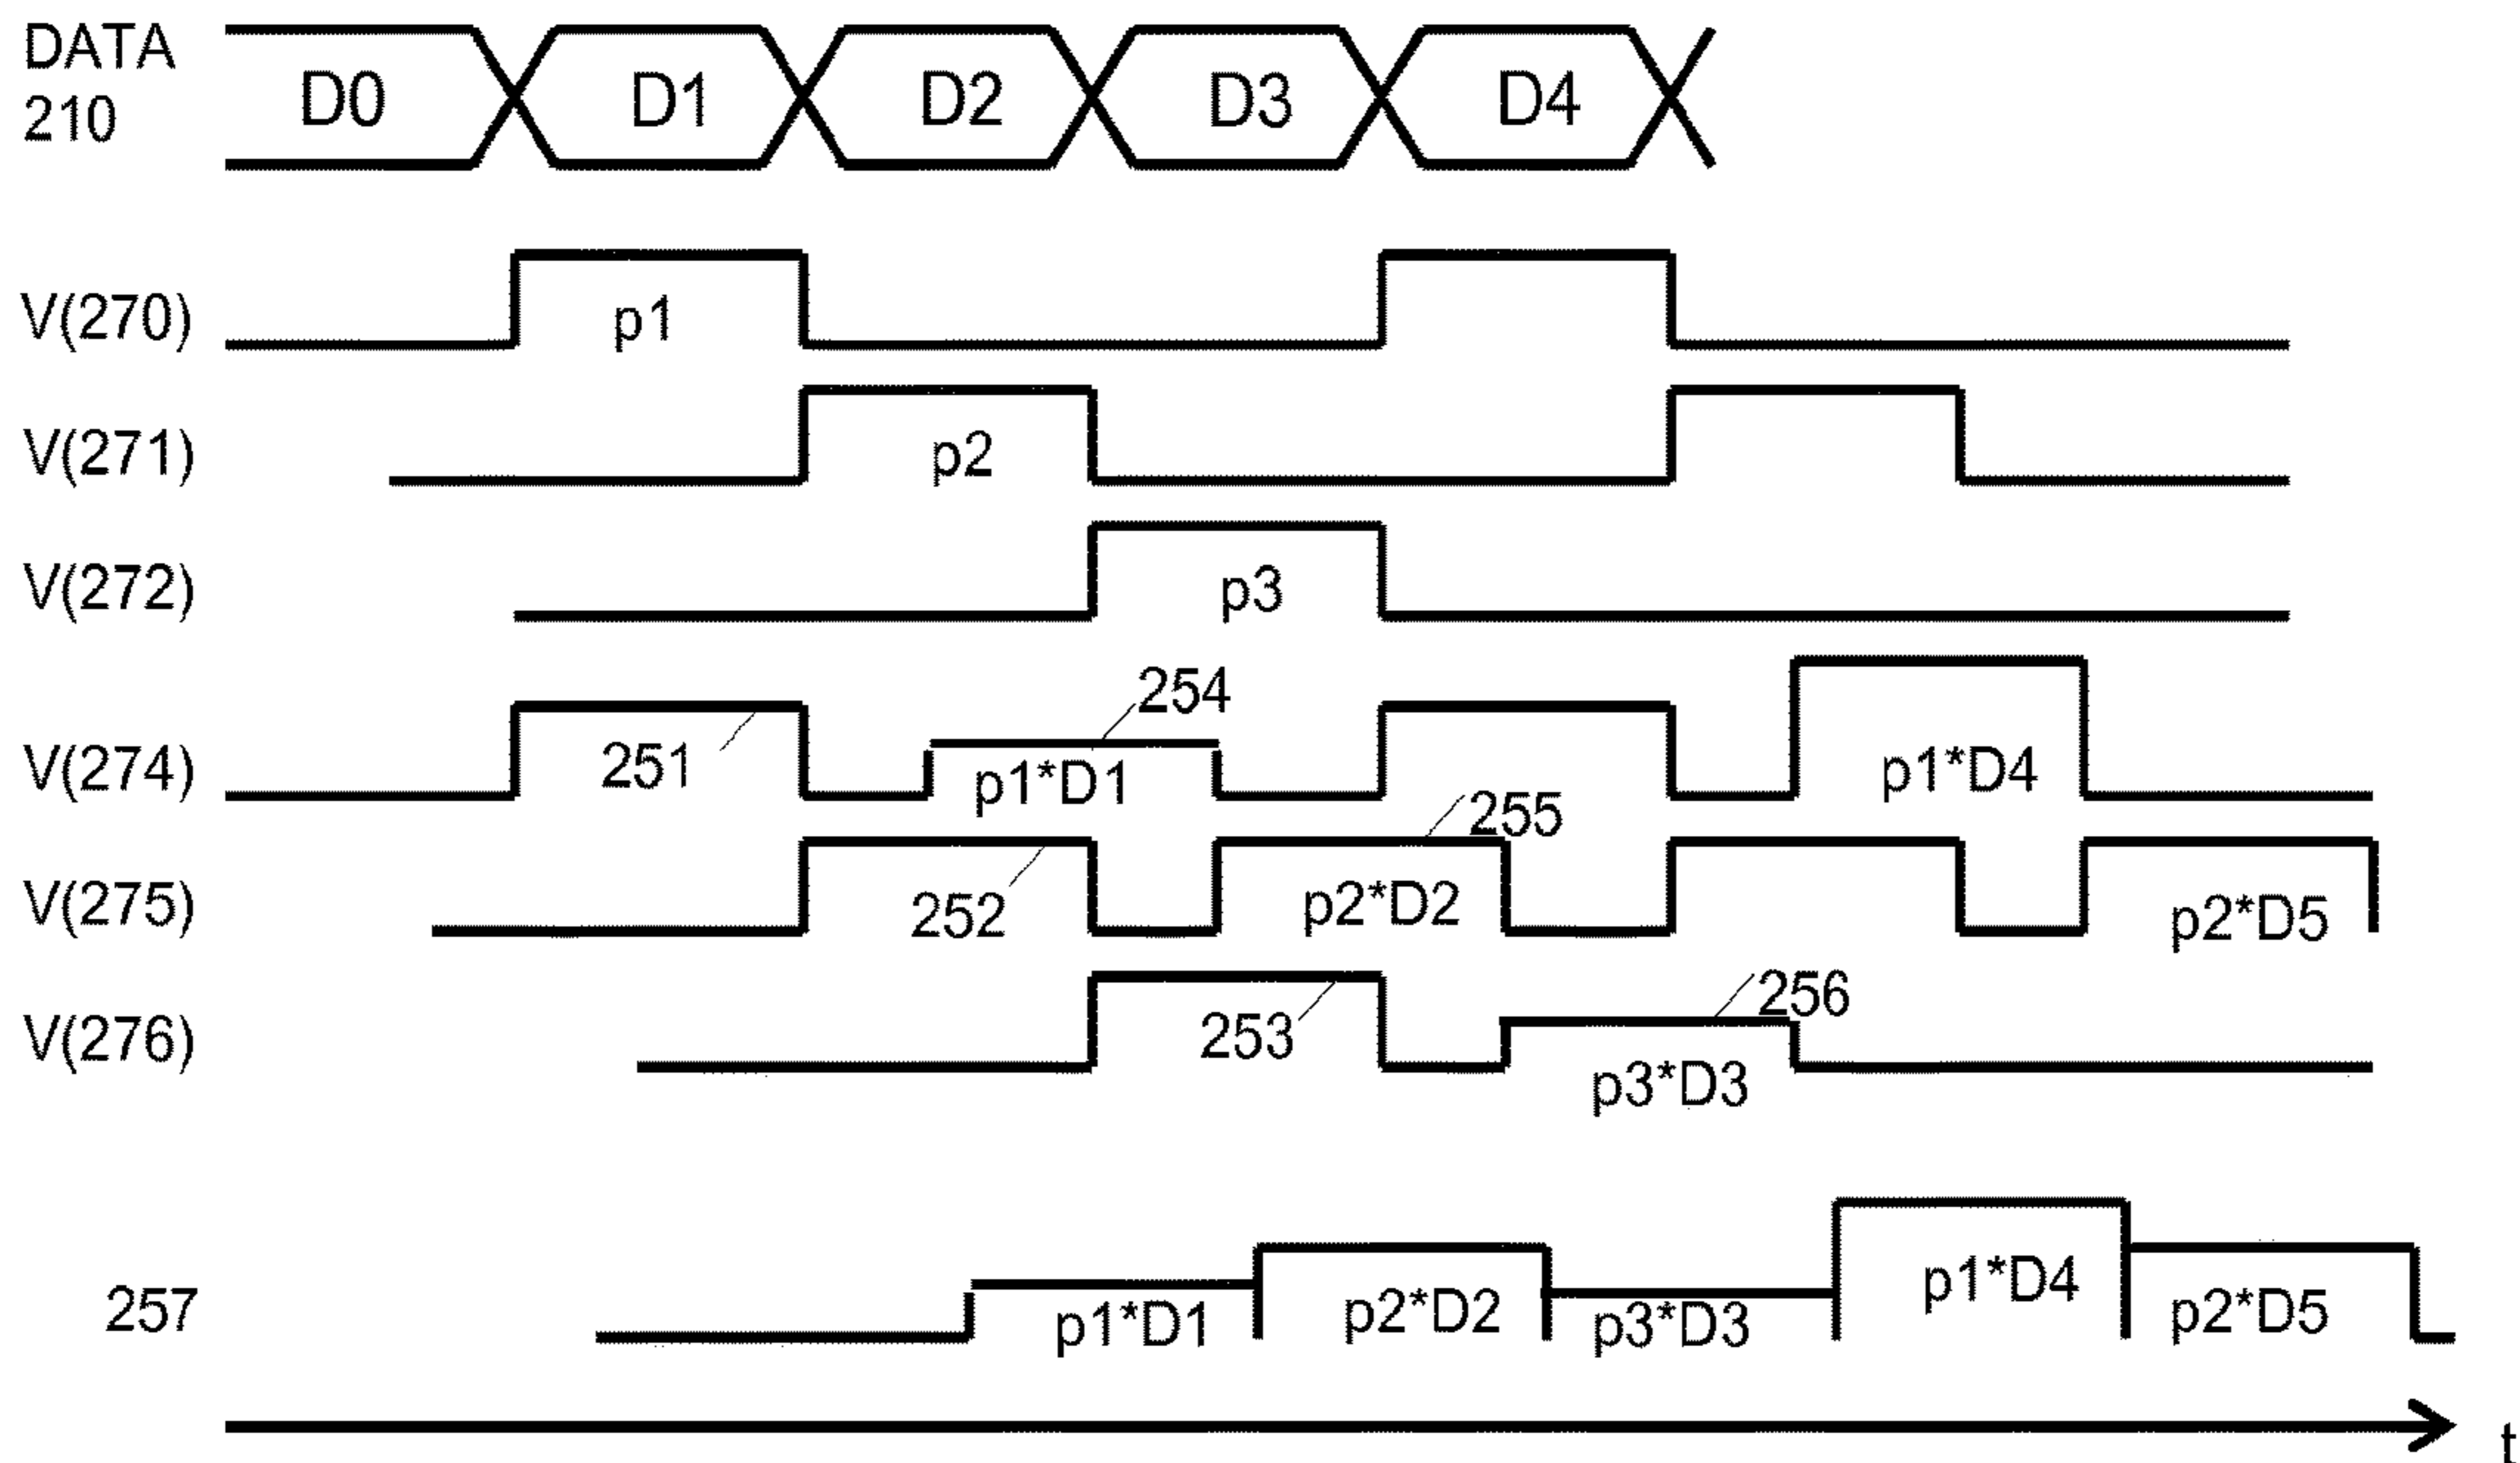 DATA
210
D0 D1 D2 D3 D4
V(270) p1
V(271) p2
V(272) p3
254
V(274) 251 p1*D1 p1*D4
255
V(275) 252 p2*D2 p2*D5
256
V(276) 253 p3*D3
257 p1*D1 p2*D2 p3*D3 p1*D4 p2*D5
t